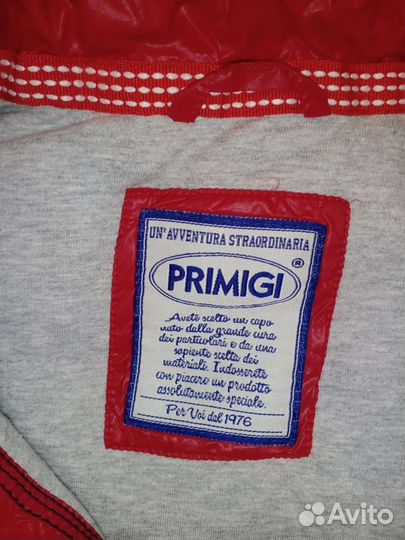 UN'AVVENTURA STRAORDINARIA
PRIMIGI ®
Avete scelto un capo
nato dalla grande cura
dei particolari e da una
sapiente scelta dei
materiali. Indosserete
con piacere un prodotto
assolutamente speciale.
Per Voi dal 1976
Avito